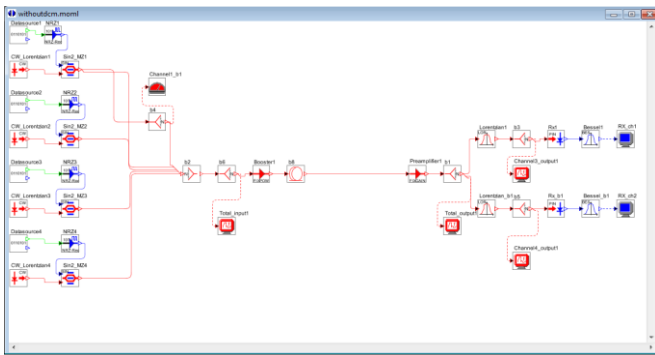 withoutdcm.moml
Datasource1
NRZ1
CW_Lorentzian1
Sin2_MZ1
Channel1_b1
b4
Datasource2
NRZ2
CW_Lorentzian2
Sin2_MZ2
Datasource3
NRZ3
CW_Lorentzian3
Sin2_MZ3
Datasource4
NRZ4
CW_Lorentzian4
Sin2_MZ4
b2
b5
Booster1
b8
Total_input1
Preamplifier1
b1
Total_output1
Lorentzian1
b3
Rx1
Bessel1
RX_ch1
Channel3_output1
Lorentzian_b1
Rx_b1
Bessel_b1
RX_ch2
Channel4_output1